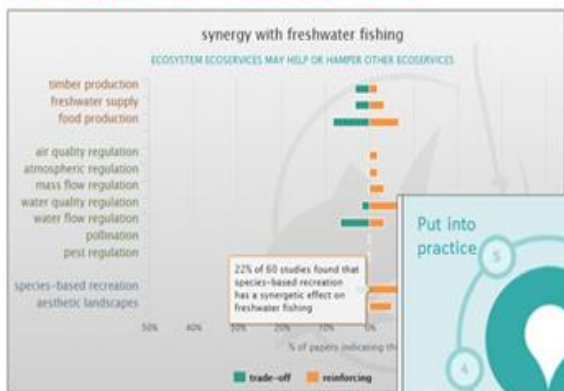 synergy with freshwater fishing
ECOSYSTEM ECOSERVICES MAY HELP OR HAMPER OTHER ECOSERVICES
timber production
freshwater supply
food production
air quality regulation
atmospheric regulation
mass flow regulation
water quality regulation
water flow regulation
pollination
pest regulation
species-based recreation
aesthetic landscapes
22% of 60 studies found that
species-based recreation
has a synergetic effect on
freshwater fishing
50% 40% 30% 20% 10% 0%
% of papers indicating
trade-off reinforcing
Put into
practice
5
4